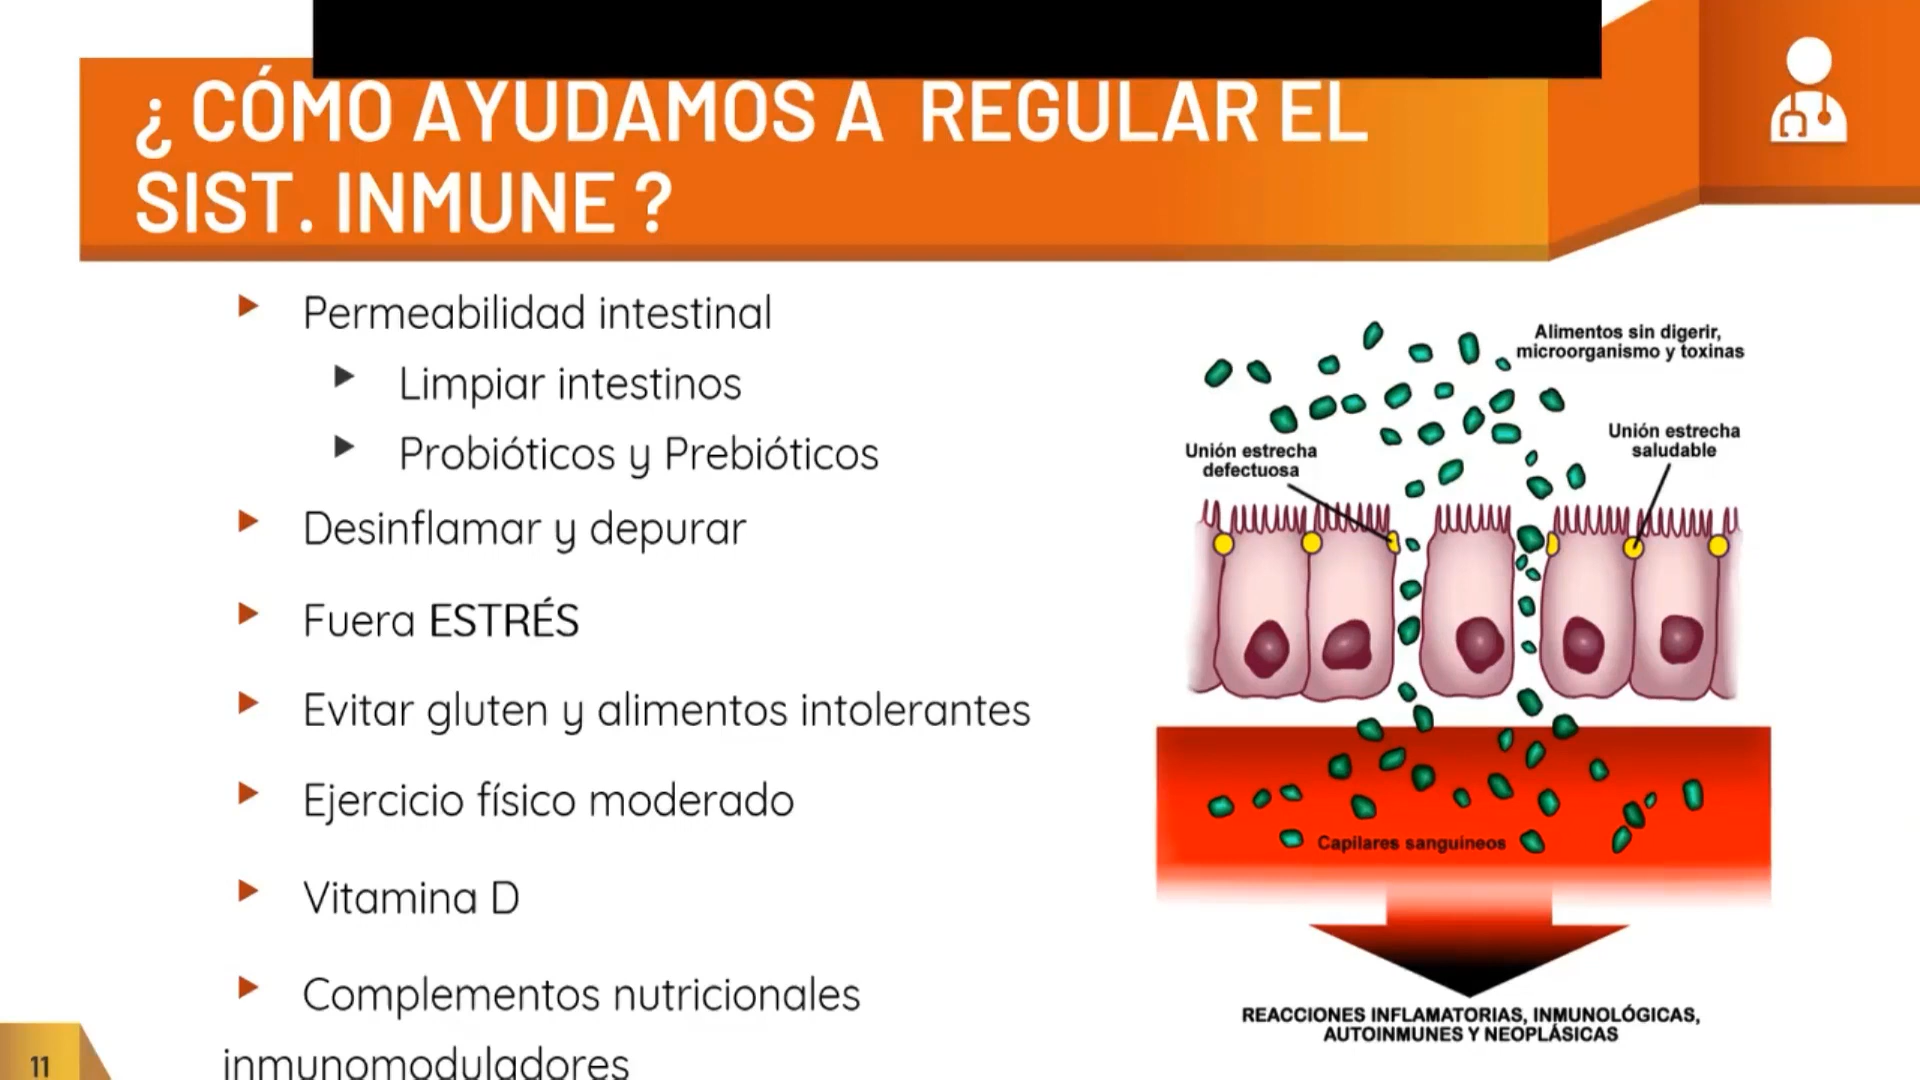 ¿ CÓMO AYUDAMOS A REGULAR EL
SIST. INMUNE ?
Permeabilidad intestinal
Limpiar intestinos
Probióticos y Prebióticos
Desinflamar y depurar
Fuera ESTRÉS
Evitar gluten y alimentos intolerantes
Ejercicio físico moderado
Vitamina D
Complementos nutricionales
inmunomoduladores
Alimentos sin digerir,
microorganismo y toxinas
Unión estrecha
defectuosa
Unión estrecha
saludable
Capilares sanguíneos
REACCIONES INFLAMATORIAS, INMUNOLÓGICAS,
AUTOINMUNES Y NEOPLÁSICAS
11